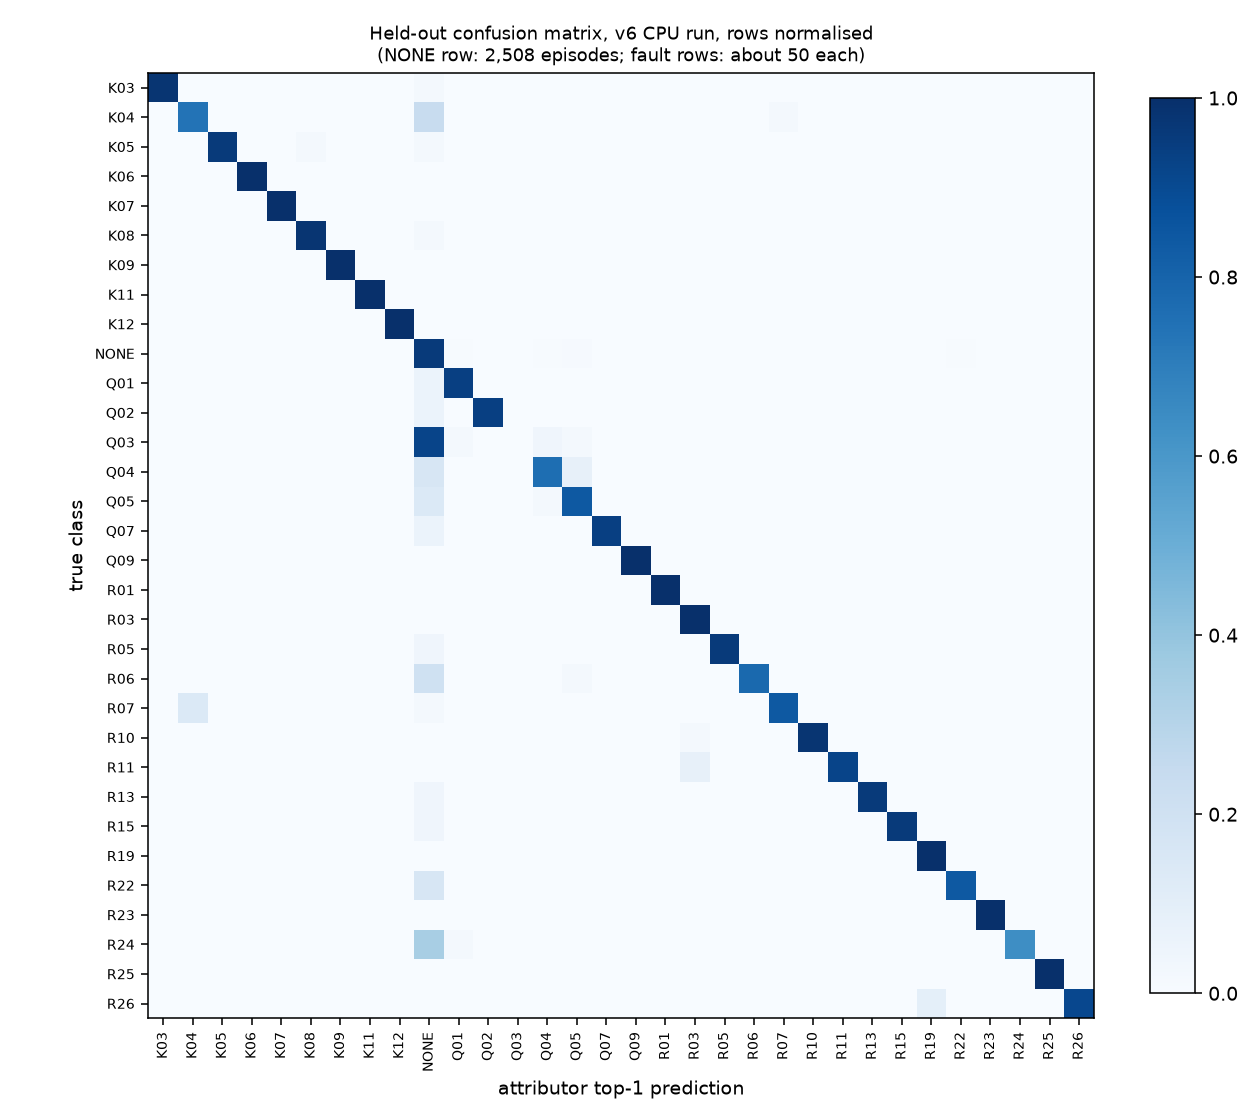 Held-out confusion matrix, v6 CPU run, rows normalised
(NONE row: 2,508 episodes; fault rows: about 50 each)
true class
K03
K04
K05
K06
K07
K08
K09
K11
K12
NONE
Q01
Q02
Q03
Q04
Q05
Q07
Q09
R01
R03
R05
R06
R07
R10
R11
R13
R15
R19
R22
R23
R24
R25
R26
K03 K04 K05 K06 K07 K08 K09 K11 K12 NONE Q01 Q02 Q03 Q04 Q05 Q07 Q09 R01 R03 R05 R06 R07 R10 R11 R13 R15 R19 R22 R23 R24 R25 R26
attributor top-1 prediction
1.0
0.8
0.6
0.4
0.2
0.0